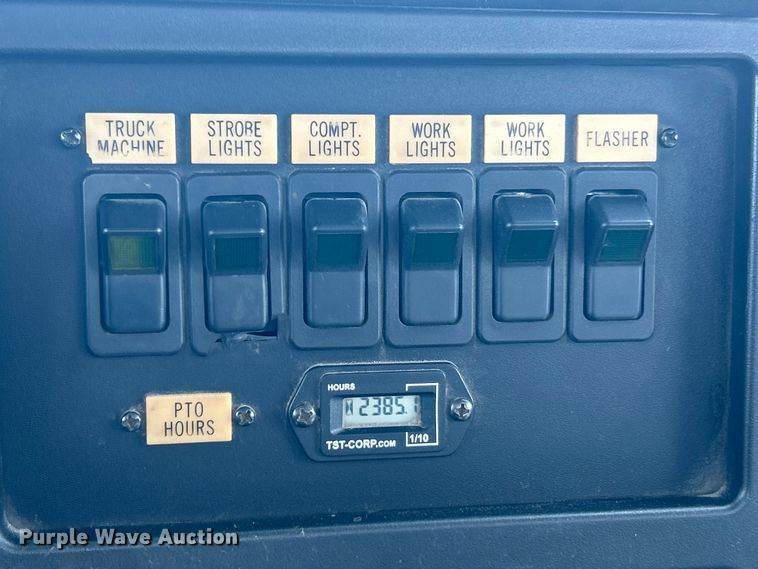 TRUCK
MACHINE
STROBE
LIGHTS
COMPT.
LIGHTS
WORK
LIGHTS
WORK
LIGHTS
FLASHER
PTO
HOURS
HOURS
2385.1
TST-CORP.COM 1/10
Purple Wave Auction